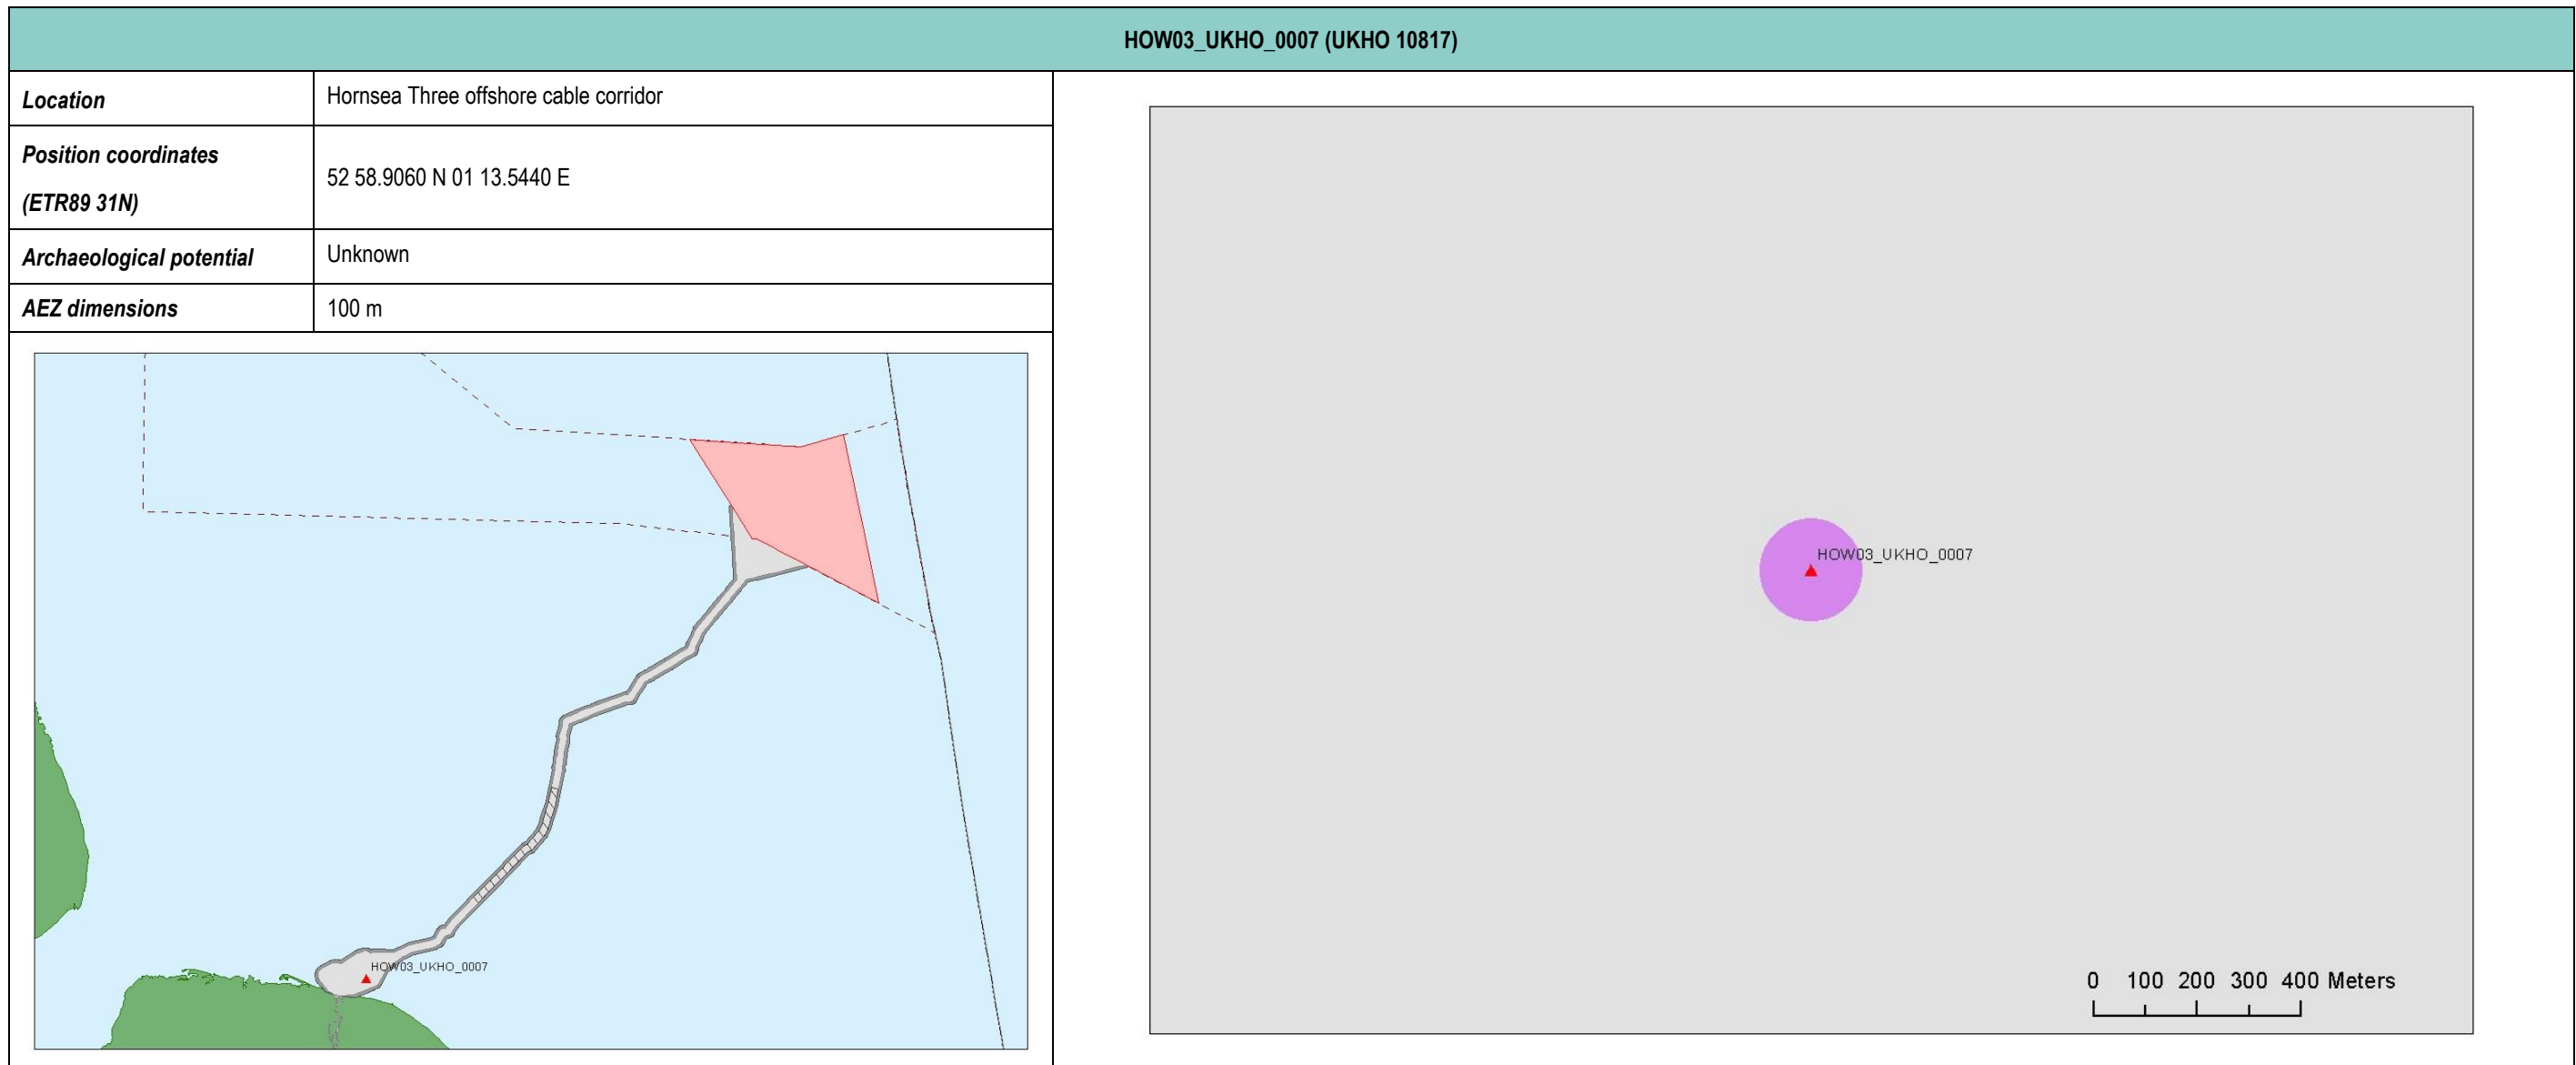 HOW03_UKHO_0007 (UKHO 10817)
Location
Hornsea Three offshore cable corridor
Position coordinates
(ETR89 31N)
52 58.9060 N 01 13.5440 E
Archaeological potential
Unknown
AEZ dimensions
100 m
HOW03_UKHO_0007
HOW03_UKHO_0007
0 100 200 300 400 Meters